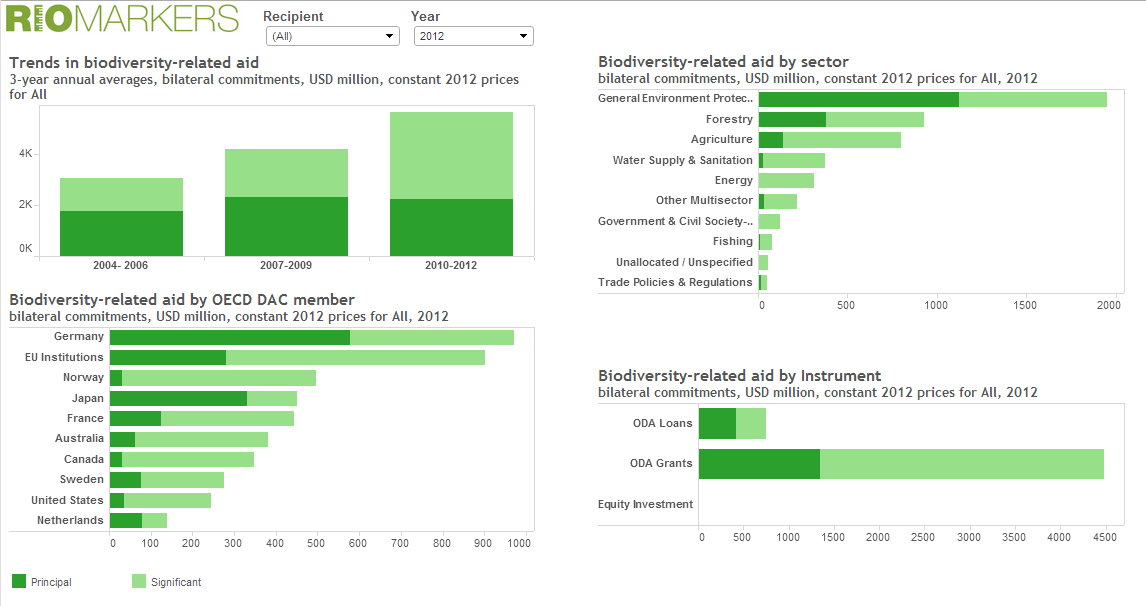 RIOMARKERS
Recipient
(All)
Year
2012
Trends in biodiversity-related aid
3-year annual averages, bilateral commitments, USD million, constant 2012 prices
for All
4K
2K
0K
2004- 2006
2007-2009
2010-2012
Biodiversity-related aid by OECD DAC member
bilateral commitments, USD million, constant 2012 prices for All, 2012
Germany
EU Institutions
Norway
Japan
France
Australia
Canada
Sweden
United States
Netherlands
0 100 200 300 400 500 600 700 800 900 1000
Principal
Significant
Biodiversity-related aid by sector
bilateral commitments, USD million, constant 2012 prices for All, 2012
General Environment Protec..
Forestry
Agriculture
Water Supply & Sanitation
Energy
Other Multisector
Government & Civil Society-..
Fishing
Unallocated / Unspecified
Trade Policies & Regulations
0 500 1000 1500 2000
Biodiversity-related aid by Instrument
bilateral commitments, USD million, constant 2012 prices for All, 2012
ODA Loans
ODA Grants
Equity Investment
0 500 1000 1500 2000 2500 3000 3500 4000 4500